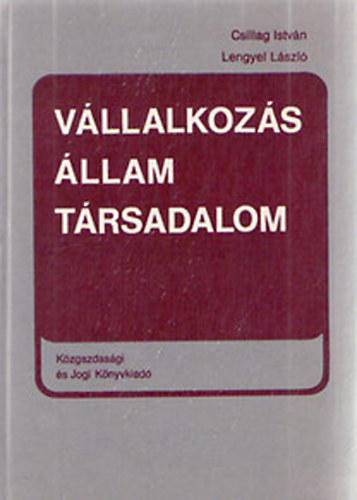 Csillag István
Lengyel László
VÁLLALKOZÁS
ÁLLAM
TÁRSADALOM
Közgazdasági
és Jogi Könyvkiadó